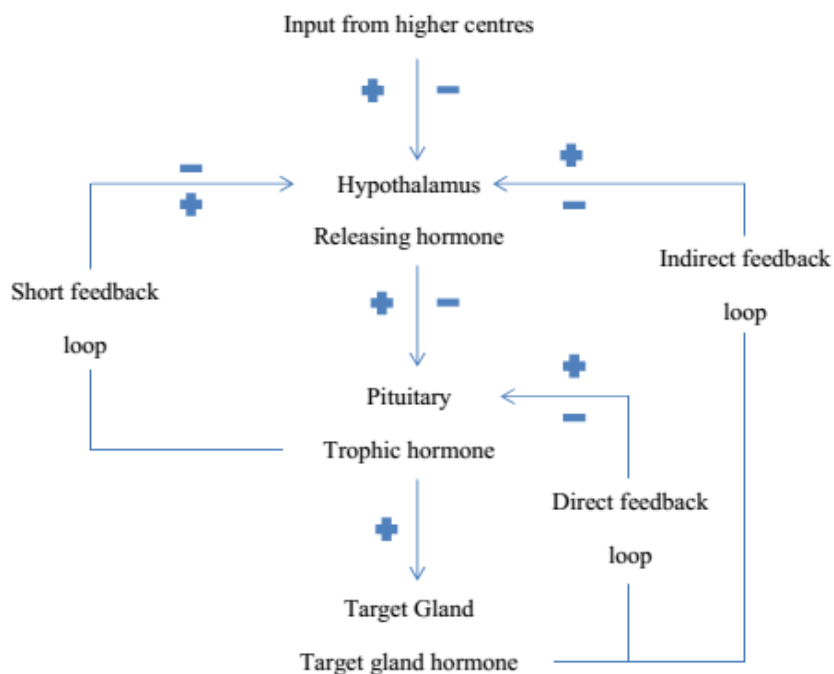 Input from higher centres
Hypothalamus
Releasing hormone
Indirect feedback
loop
Short feedback
loop
Pituitary
Trophic hormone
Direct feedback
loop
Target Gland
Target gland hormone